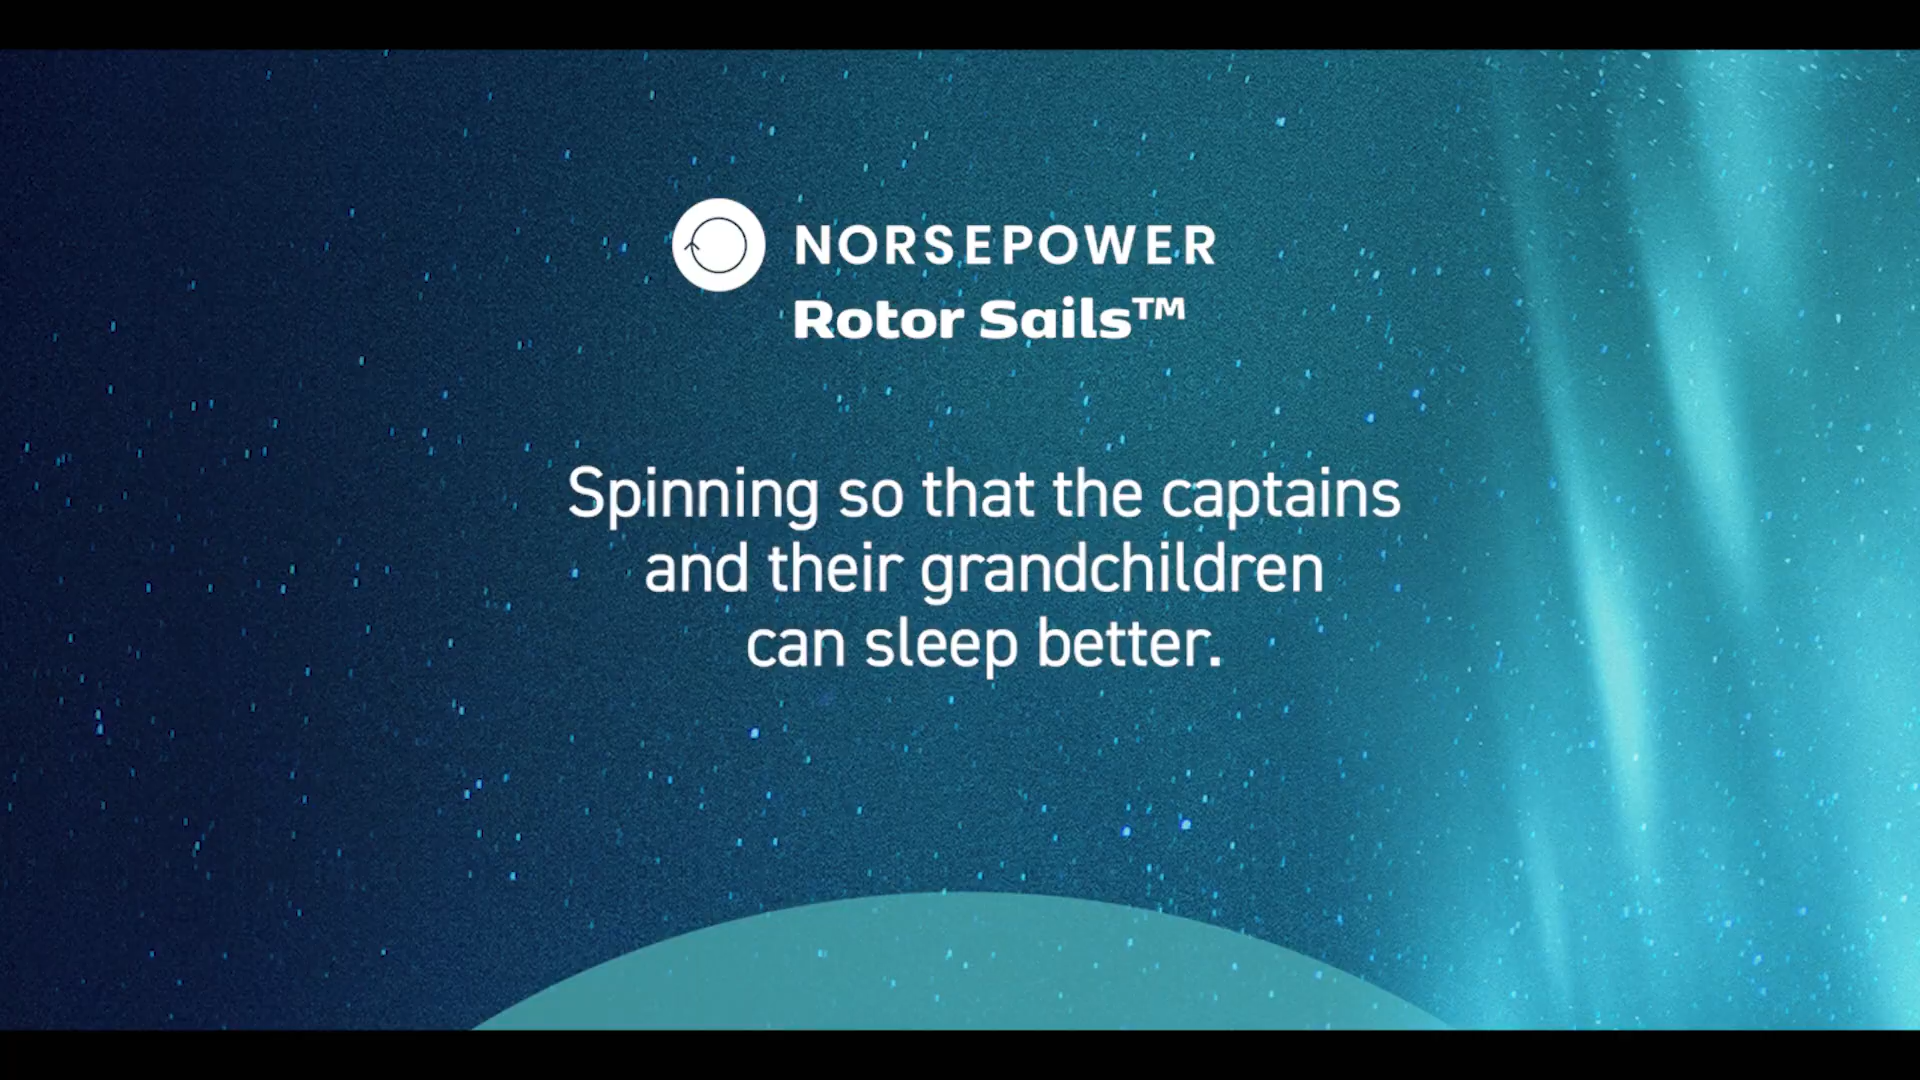 NORSEPOWER
Rotor Sails™
Spinning so that the captains
and their grandchildren
can sleep better.